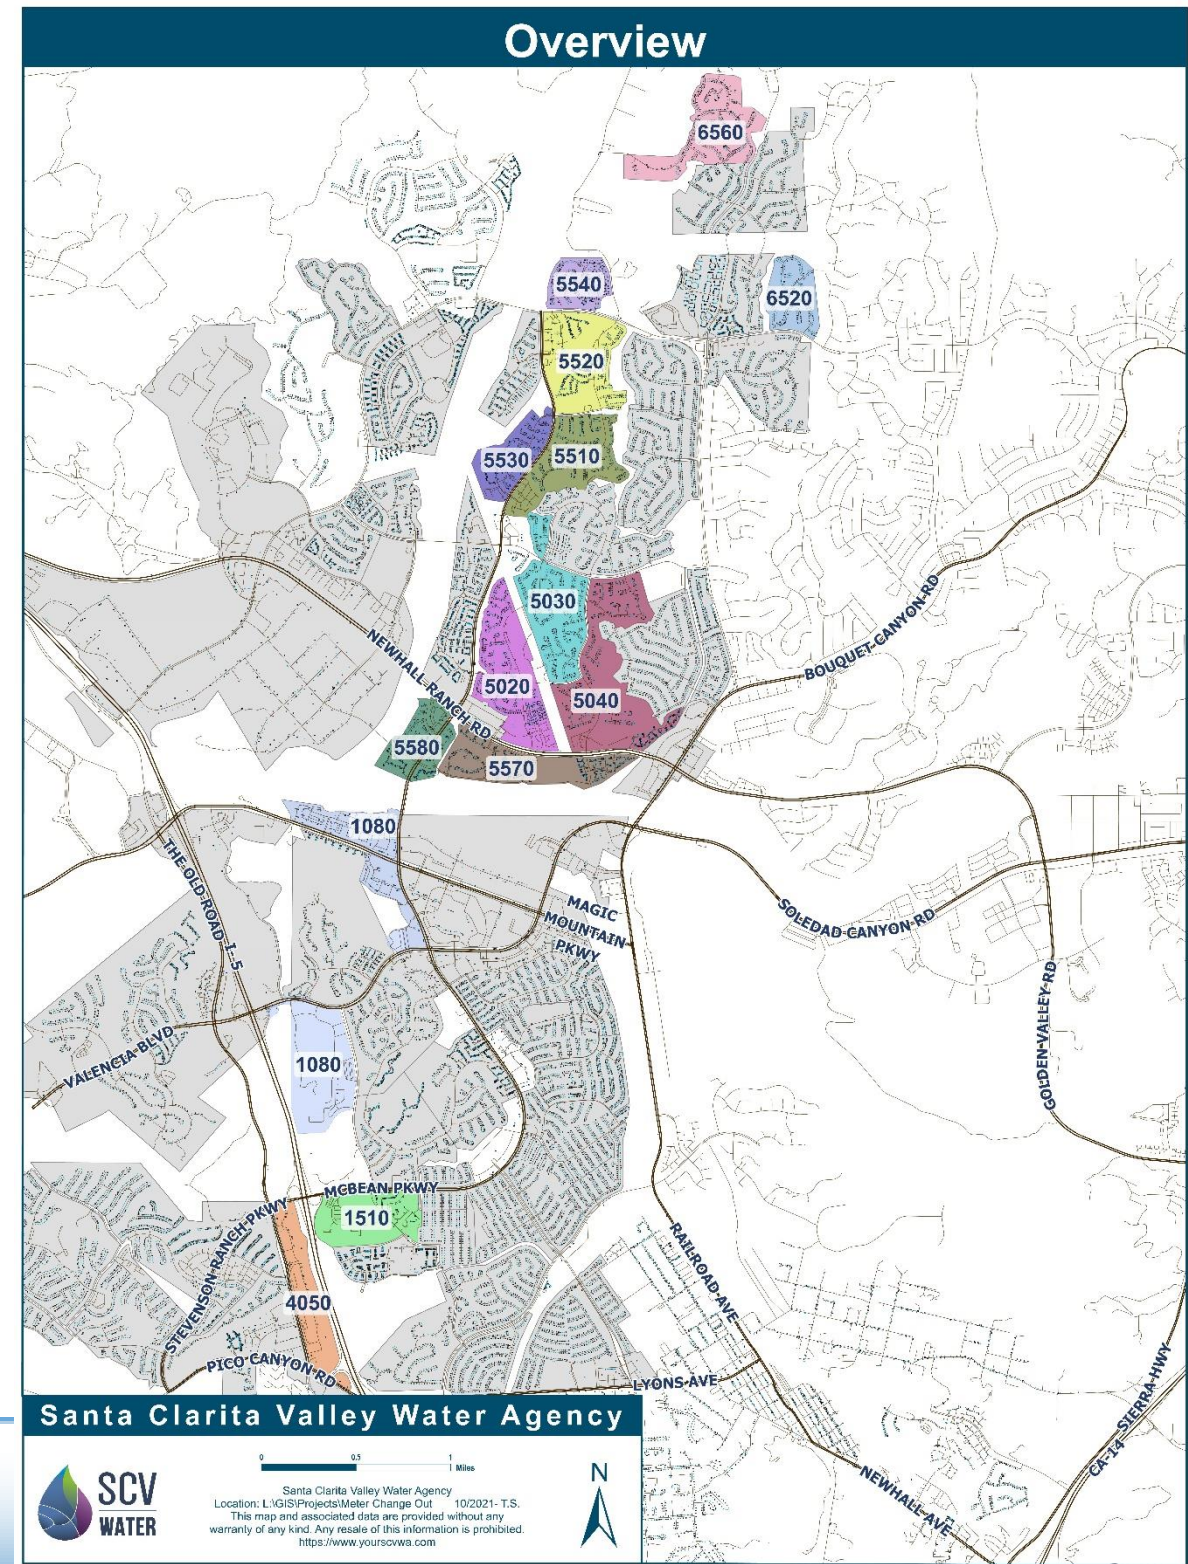 Overview
6560
5540
6520
5520
5530
5510
5030
NEWHALL RANCH RD
BOUQUET CANYON RD
5020
5040
5580
5570
1080
THE OLD ROAD
I-5
MAGIC
MOUNTAIN
PKWY
SOLEDAD CANYON RD
GOLDEN VALLEY RD
VALENCIA BLVD
1080
MCBEAN PKWY
1510
STEVENSON RANCH PKWY
4050
RAILROAD AVE
PICO CANYON RD
LYONS AVE
SIERRA HWY
CA-14
NEWHALL AVE
Santa Clarita Valley Water Agency
SCV
WATER
0 0.5 1
Miles
Santa Clarita Valley Water Agency
Location: L:\GIS\Projects\Meter Change Out 10/2021- T.S.
This map and associated data are provided without any
warranty of any kind. Any resale of this information is prohibited.
https://www.yourscvwa.com
N